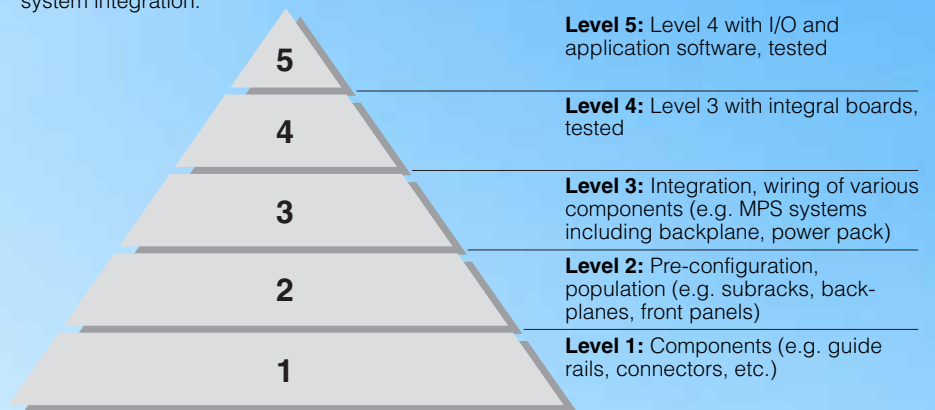 system integration.
5
Level 5: Level 4 with I/O and
application software, tested
4
Level 4: Level 3 with integral boards,
tested
3
Level 3: Integration, wiring of various
components (e.g. MPS systems
including backplane, power pack)
2
Level 2: Pre-configuration,
population (e.g. subracks, back-
planes, front panels)
1
Level 1: Components (e.g. guide
rails, connectors, etc.)